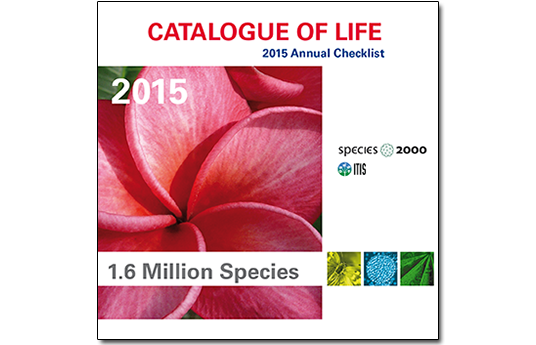 CATALOGUE OF LIFE
2015 Annual Checklist
2015
species 2000
ITIS
1.6 Million Species